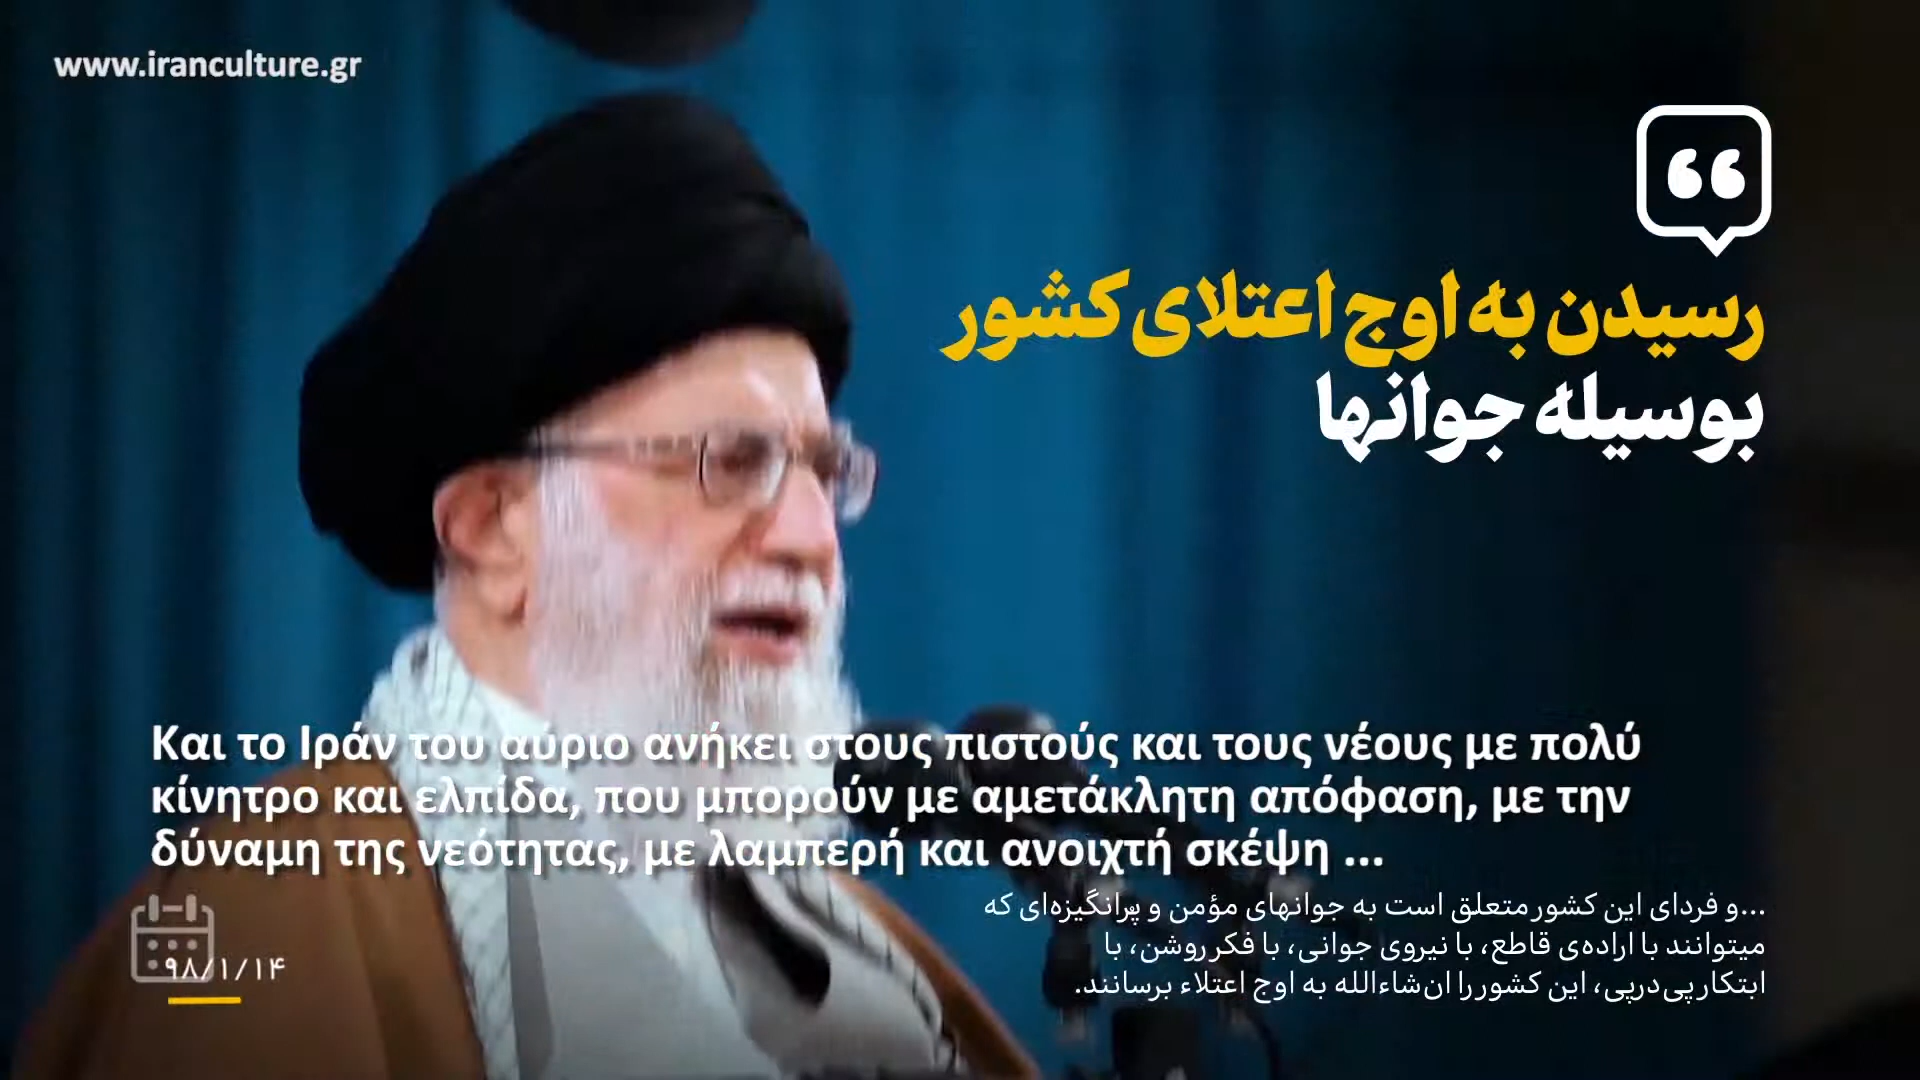 www.iranculture.gr
رسیدن به اوج اعتلای کشور
بوسیله جوانها
Και το Ιράν του αύριο ανήκει στους πιστούς και τους νέους με πολύ
κίνητρο και ελπίδα, που μπορούν με αμετάκλητη απόφαση, με την
δύναμη της νεότητας, με λαμπερή και ανοιχτή σκέψη ...
...و فردای این کشور متعلق است به جوانهای مؤمن و پرانگیزه‌ای که
میتوانند با اراده‌ی قاطع، با نیروی جوانی، با فکر روشن، با
ابتکار پی‌درپی، این کشور را ان‌شاءالله به اوج اعتلاء برسانند.
۹۸/۱/۱۴